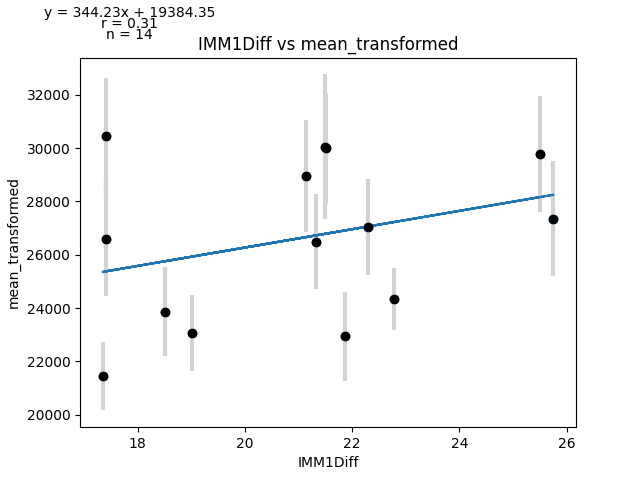 y = 344.23x + 19384.35
r = 0.31
n = 14
IMM1Diff vs mean_transformed
32000
30000
28000
26000
24000
22000
20000
mean_transformed
18 20 22 24 26
IMM1Diff